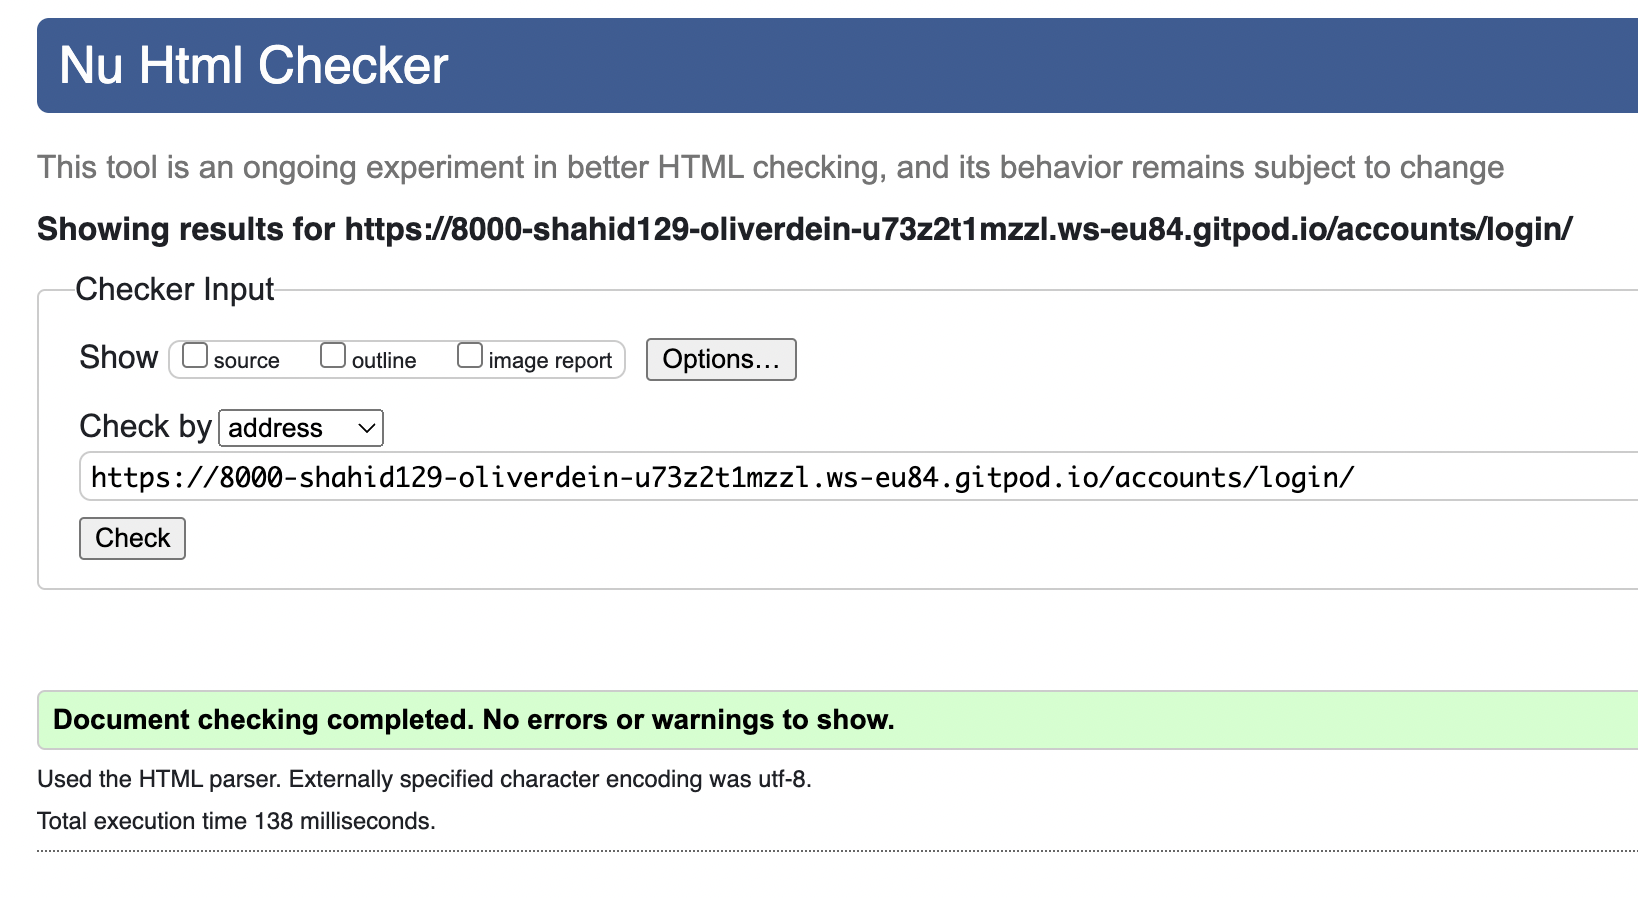 Nu Html Checker
This tool is an ongoing experiment in better HTML checking, and its behavior remains subject to change
Showing results for https://8000-shahid129-oliverdein-u73z2t1mzzl.ws-eu84.gitpod.io/accounts/login/
Checker Input
Show source outline image report Options…
Check by address
https://8000-shahid129-oliverdein-u73z2t1mzzl.ws-eu84.gitpod.io/accounts/login/
Check
Document checking completed. No errors or warnings to show.
Used the HTML parser. Externally specified character encoding was utf-8.
Total execution time 138 milliseconds.